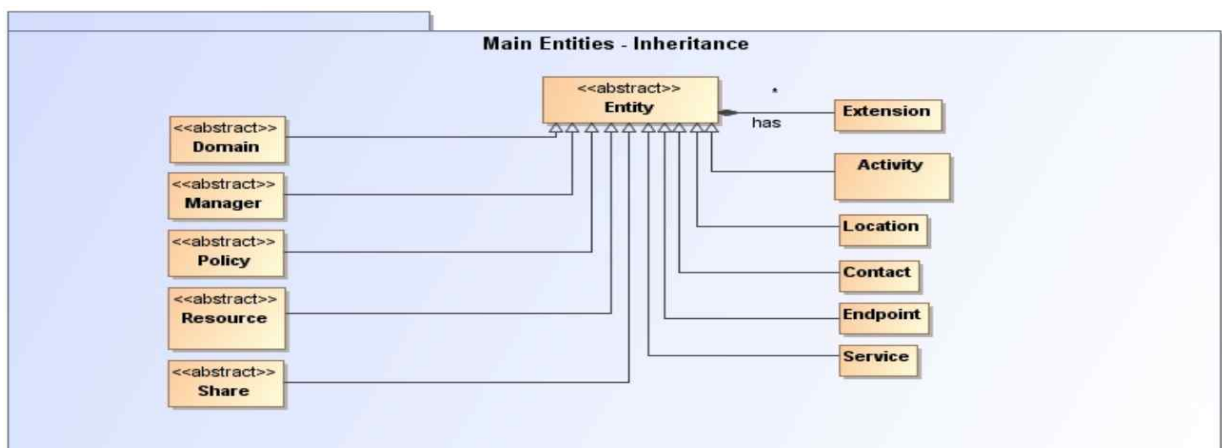 Main Entities - Inheritance
<<abstract>>
Entity
*
has
Extension
<<abstract>>
Domain
<<abstract>>
Manager
<<abstract>>
Policy
<<abstract>>
Resource
<<abstract>>
Share
Activity
Location
Contact
Endpoint
Service